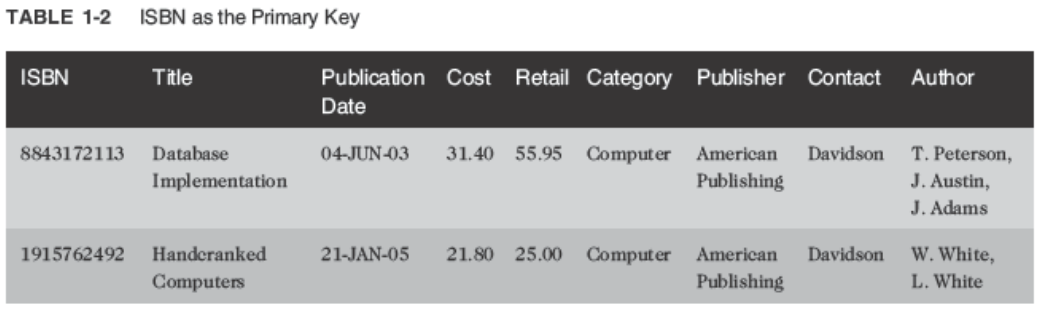 TABLE 1-2 ISBN as the Primary Key
ISBN Title Publication Date Cost Retail Category Publisher Contact Author
8843172113 Database Implementation 04-JUN-03 31.40 55.95 Computer American Publishing Davidson T. Peterson, J. Austin, J. Adams
1915762492 Handcranked Computers 21-JAN-05 21.80 25.00 Computer American Publishing Davidson W. White, L. White